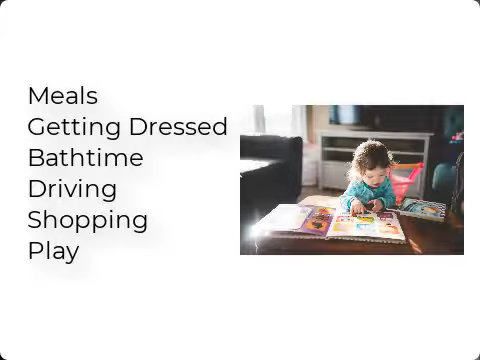 Meals
Getting Dressed
Bathtime
Driving
Shopping
Play